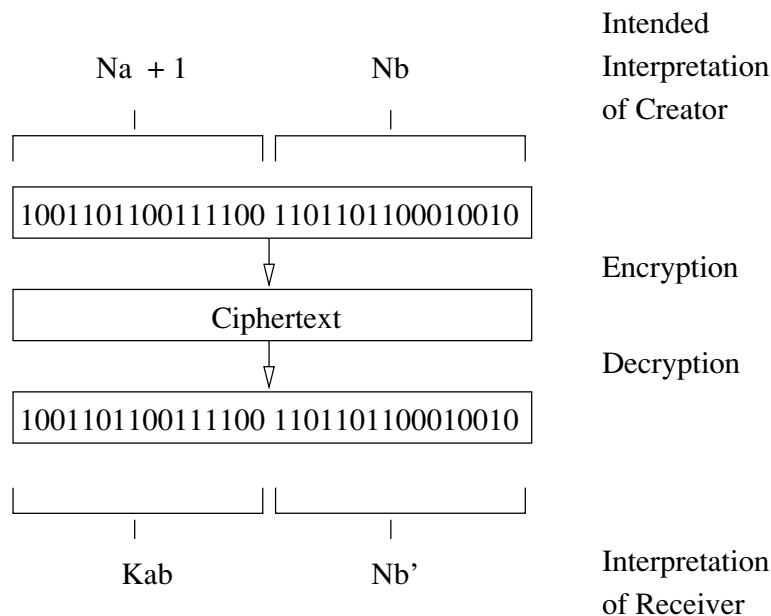 Intended
Na + 1 Nb Interpretation
of Creator
1001101100111100 1101101100010010
Encryption
Ciphertext
Decryption
1001101100111100 1101101100010010
Kab Nb’ Interpretation
of Receiver